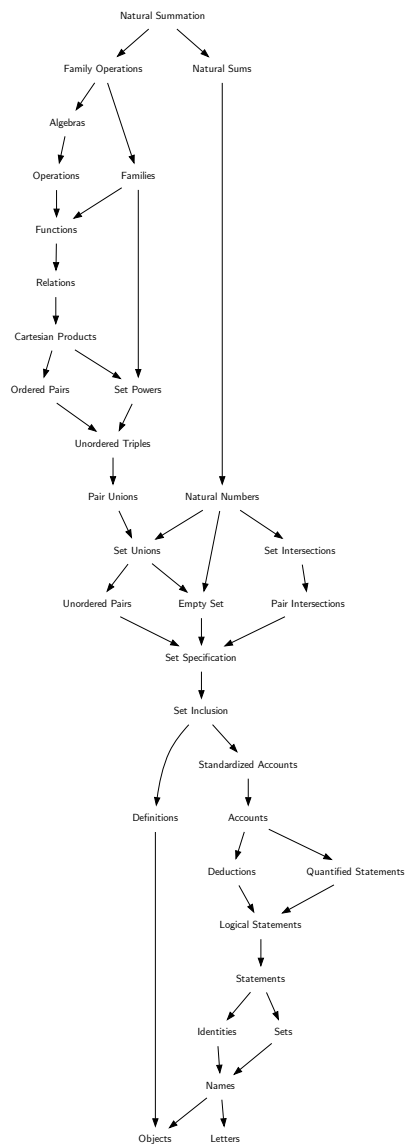 Natural Summation
Family Operations
Natural Sums
Algebras
Operations
Families
Functions
Relations
Cartesian Products
Ordered Pairs
Set Powers
Unordered Triples
Pair Unions
Natural Numbers
Set Unions
Set Intersections
Unordered Pairs
Empty Set
Pair Intersections
Set Specification
Set Inclusion
Standardized Accounts
Definitions
Accounts
Deductions
Quantified Statements
Logical Statements
Statements
Identities
Sets
Names
Objects
Letters